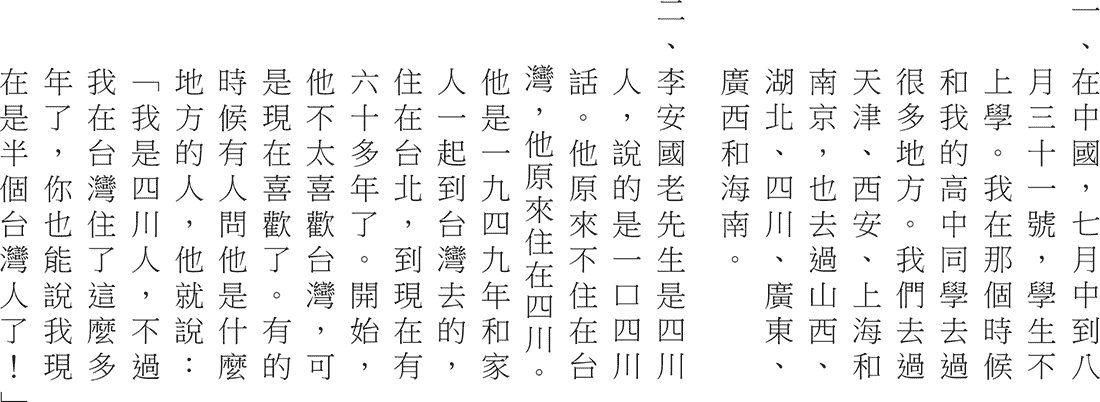 一、在中國，七月中到八
月三十一號，學生不
上學。我在那個時候
和我的高中同學去過
很多地方。我們去過
天津、西安、上海和
南京，也去過山西、
湖北、四川、廣東、
廣西和海南。
二、李安國老先生是四川
人，說的是一口四川
話。他原來不住在台
灣，他原來住在四川。
他是一九四九年和家
人一起到台灣去的，
住在台北，到現在有
六十多年了。開始，
他不太喜歡台灣，可
是現在喜歡了。有的
時候有人問他是什麼
地方的人，他就說：
「我是四川人，不過
我在台灣住了這麼多
年了，你也能說我現
在是半個台灣人了！」